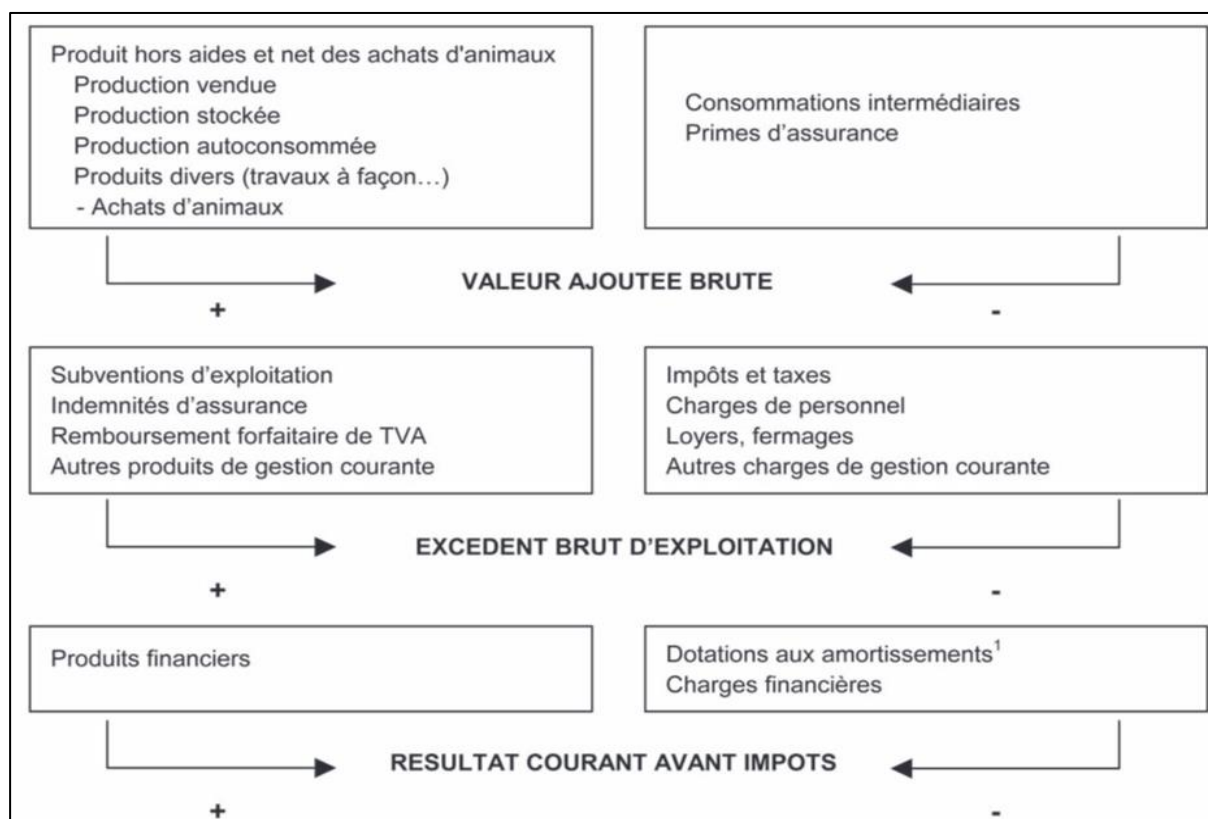 Produit hors aides et net des achats d'animaux
Production vendue
Production stockée
Production autoconsommée
Produits divers (travaux à façon…)
- Achats d’animaux
Consommations intermédiaires
Primes d’assurance
VALEUR AJOUTEE BRUTE
+
-
Subventions d’exploitation
Indemnités d’assurance
Remboursement forfaitaire de TVA
Autres produits de gestion courante
Impôts et taxes
Charges de personnel
Loyers, fermages
Autres charges de gestion courante
EXCEDENT BRUT D’EXPLOITATION
+
-
Produits financiers
Dotations aux amortissements¹
Charges financières
RESULTAT COURANT AVANT IMPOTS
+
-